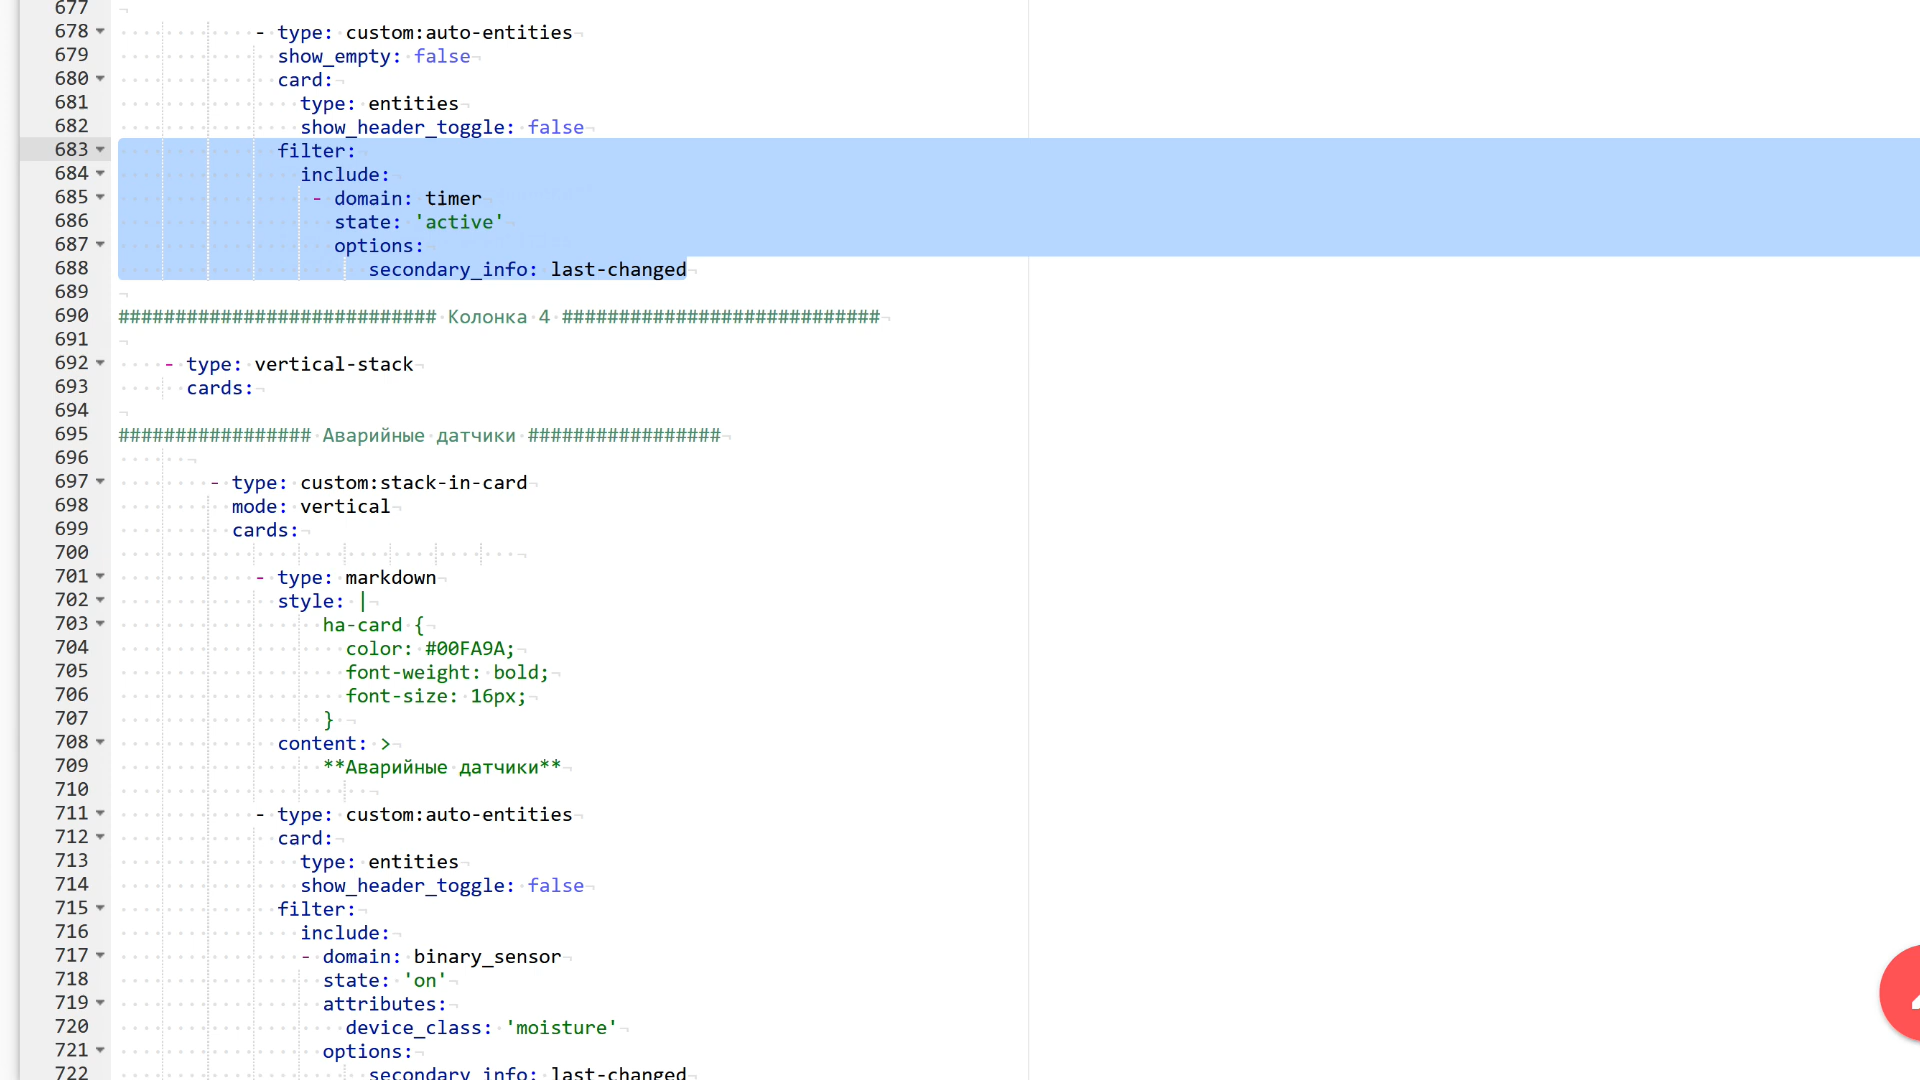 677
678 - type: custom:auto-entities
679 show_empty: false
680 card:
681 type: entities
682 show_header_toggle: false
683 filter:
684 include:
685 - domain: timer
686 state: 'active'
687 options:
688 secondary_info: last-changed
689
690 ############################ Колонка 4 ############################
691
692 - type: vertical-stack
693 cards:
694
695 ################# Аварийные датчики #################
696
697 - type: custom:stack-in-card
698 mode: vertical
699 cards:
700
701 - type: markdown
702 style: |
703 ha-card {
704 color: #00FA9A;
705 font-weight: bold;
706 font-size: 16px;
707 }
708 content: >
709 **Аварийные датчики**
710
711 - type: custom:auto-entities
712 card:
713 type: entities
714 show_header_toggle: false
715 filter:
716 include:
717 - domain: binary_sensor
718 state: 'on'
719 attributes:
720 device_class: 'moisture'
721 options:
722 secondary_info: last-changed